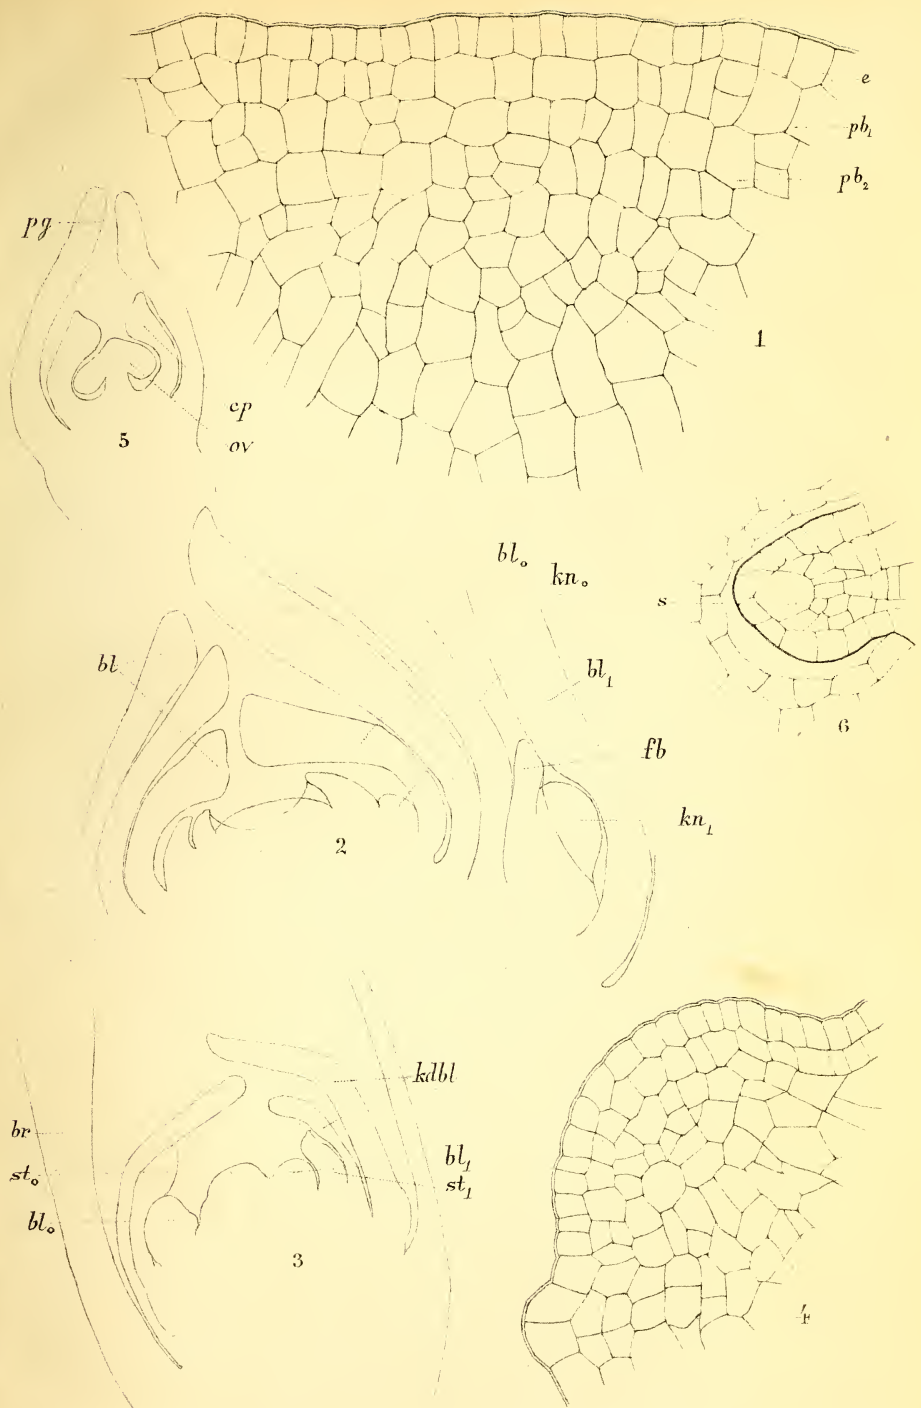 e
pb₁
pb₂
pg
1
cp
ov
5
bl₀
kn₀
s
bl
bl₁
6
fb
kn₁
2
kdbl
br
bl₁
st₀
st₁
bl₀
3
4